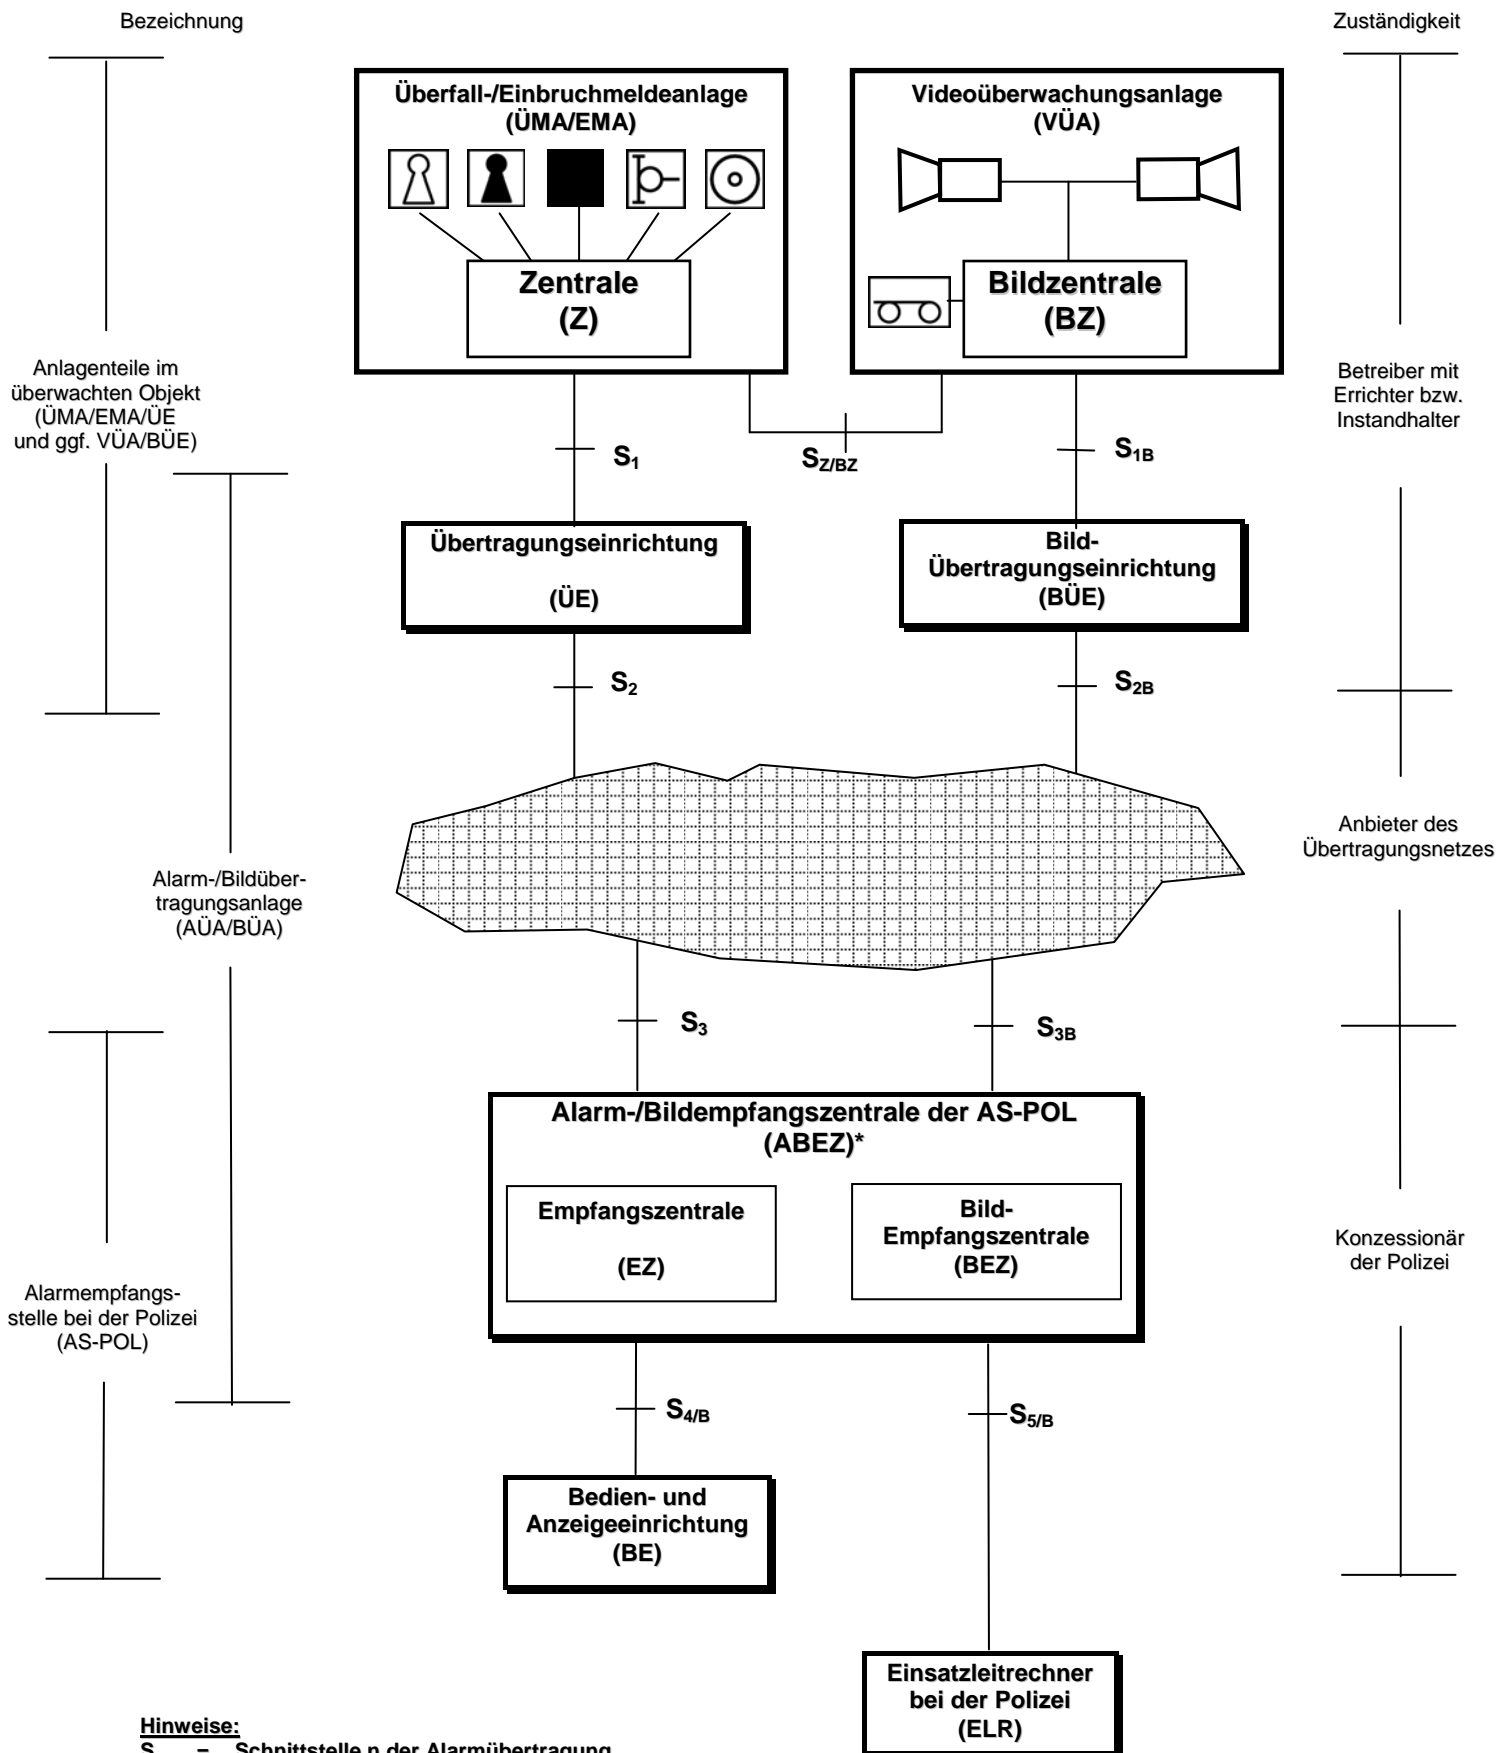 Bezeichnung
Zuständigkeit
Überfall-/Einbruchmeldeanlage
(ÜMA/EMA)
Videoüberwachungsanlage
(VÜA)
Zentrale
(Z)
Bildzentrale
(BZ)
Anlagenteile im
überwachten Objekt
(ÜMA/EMA/ÜE
und ggf. VÜA/BÜE)
Betreiber mit
Errichter bzw.
Instandhalter
S1
SZ/BZ
S1B
Übertragungseinrichtung
(ÜE)
Bild-
Übertragungseinrichtung
(BÜE)
S2
S2B
Anbieter des
Übertragungsnetzes
Alarm-/Bildüber-
tragungsanlage
(AÜA/BÜA)
S3
S3B
Alarm-/Bildempfangszentrale der AS-POL
(ABEZ)*
Empfangszentrale
(EZ)
Bild-
Empfangszentrale
(BEZ)
Konzessionär
der Polizei
Alarmempfangs-
stelle bei der Polizei
(AS-POL)
S4/B
S5/B
Bedien- und
Anzeigeeinrichtung
(BE)
Einsatzleitrechner
bei der Polizei
(ELR)
Hinweise:
S = Schnittstelle n der Alarmübertragung